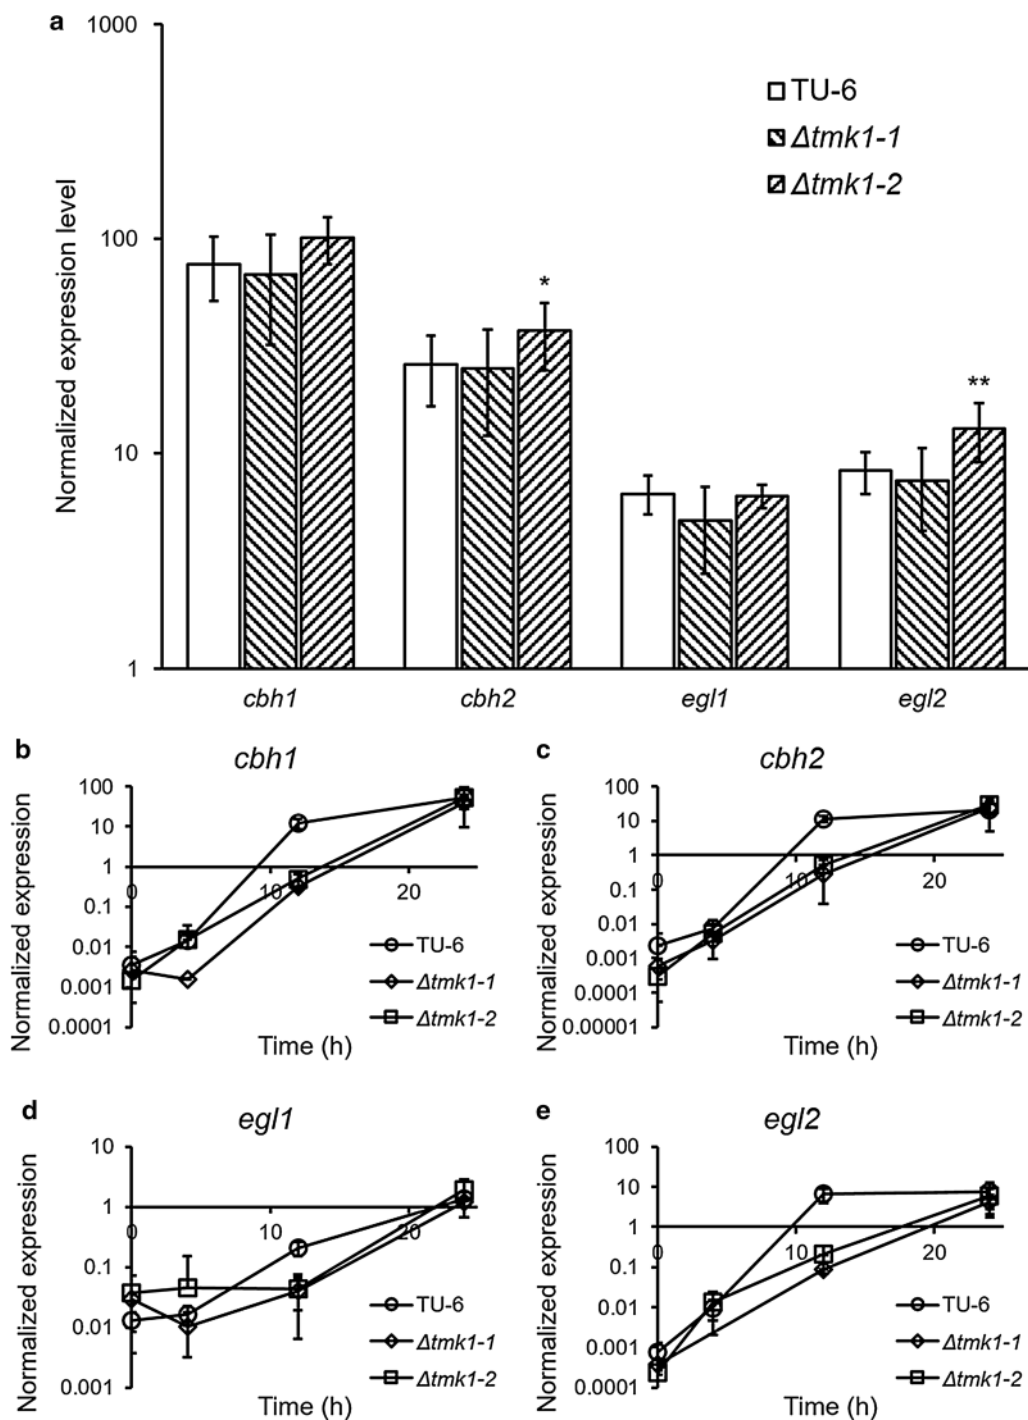 a
1000
100
10
1
Normalized expression level
TU-6
Δtmk1-1
Δtmk1-2
*
**
cbh1 cbh2 egl1 egl2
b
cbh1
100
10
1
0.1
0.01
0.001
0.0001
0 10 20
Normalized expression
Time (h)
TU-6
Δtmk1-1
Δtmk1-2
c
cbh2
100
10
1
0.1
0.01
0.001
0.0001
0.00001
0 10 20
Normalized expression
Time (h)
TU-6
Δtmk1-1
Δtmk1-2
d
egl1
10
1
0.1
0.01
0.001
0 10 20
Normalized expression
Time (h)
TU-6
Δtmk1-1
Δtmk1-2
e
egl2
100
10
1
0.1
0.01
0.001
0.0001
0 10 20
Normalized expression
Time (h)
TU-6
Δtmk1-1
Δtmk1-2